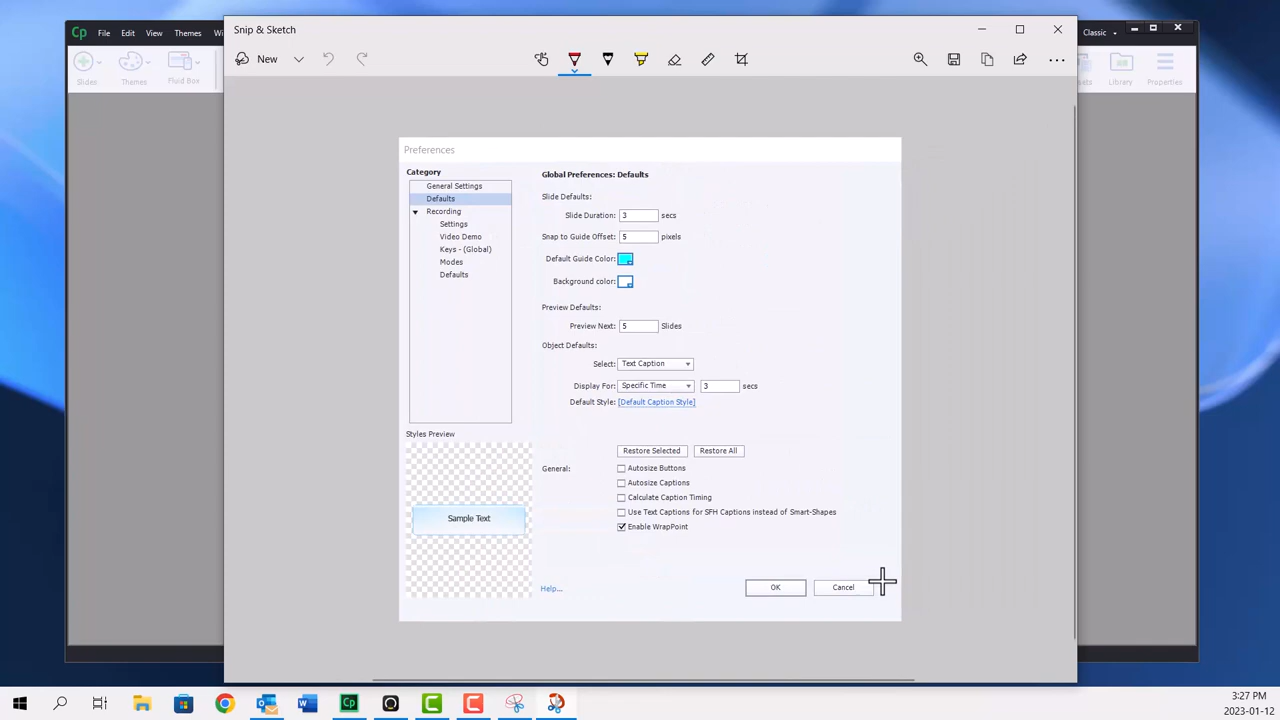 Snip & Sketch
Cp File Edit View Themes
Classic
New
Slides Themes Fluid Box
Library Properties
Preferences
Category
General Settings
Defaults
Recording
Settings
Video Demo
Keys - (Global)
Modes
Defaults
Global Preferences: Defaults
Slide Defaults:
Slide Duration: 3 secs
Snap to Guide Offset: 5 pixels
Default Guide Color:
Background color:
Preview Defaults:
Preview Next: 5 Slides
Object Defaults:
Select: Text Caption
Display For: Specific Time 3 secs
Default Style: [Default Caption Style]
Styles Preview
Sample Text
Restore Selected Restore All
General:
Autosize Buttons
Autosize Captions
Calculate Caption Timing
Use Text Captions for SFH Captions instead of Smart-Shapes
Enable WrapPoint
Help...
OK Cancel
Cp
3:27 PM
2023-01-12